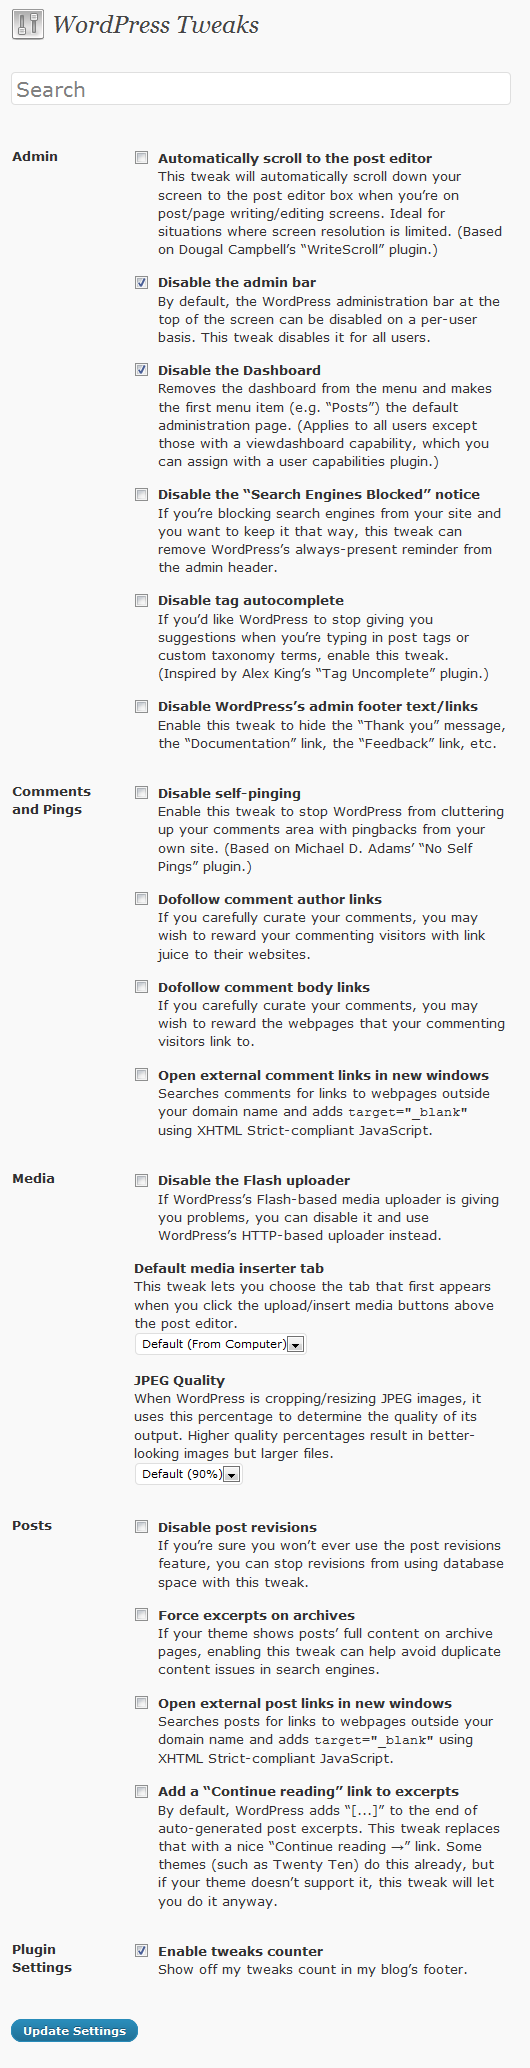 WordPress Tweaks
Search
Admin
Automatically scroll to the post editor
This tweak will automatically scroll down your
screen to the post editor box when you’re on
post/page writing/editing screens. Ideal for
situations where screen resolution is limited. (Based
on Dougal Campbell’s “WriteScroll” plugin.)
Disable the admin bar
By default, the WordPress administration bar at the
top of the screen can be disabled on a per-user
basis. This tweak disables it for all users.
Disable the Dashboard
Removes the dashboard from the menu and makes
the first menu item (e.g. “Posts”) the default
administration page. (Applies to all users except
those with a viewdashboard capability, which you
can assign with a user capabilities plugin.)
Disable the “Search Engines Blocked” notice
If you’re blocking search engines from your site and
you want to keep it that way, this tweak can
remove WordPress’s always-present reminder from
the admin header.
Disable tag autocomplete
If you’d like WordPress to stop giving you
suggestions when you’re typing in post tags or
custom taxonomy terms, enable this tweak.
(Inspired by Alex King’s “Tag Uncomplete” plugin.)
Disable WordPress’s admin footer text/links
Enable this tweak to hide the “Thank you” message,
the “Documentation” link, the “Feedback” link, etc.
Comments
and Pings
Disable self-pinging
Enable this tweak to stop WordPress from cluttering
up your comments area with pingbacks from your
own site. (Based on Michael D. Adams’ “No Self
Pings” plugin.)
Dofollow comment author links
If you carefully curate your comments, you may
wish to reward your commenting visitors with link
juice to their websites.
Dofollow comment body links
If you carefully curate your comments, you may
wish to reward the webpages that your commenting
visitors link to.
Open external comment links in new windows
Searches comments for links to webpages outside
your domain name and adds target="_blank"
using XHTML Strict-compliant JavaScript.
Media
Disable the Flash uploader
If WordPress’s Flash-based media uploader is giving
you problems, you can disable it and use
WordPress’s HTTP-based uploader instead.
Default media inserter tab
This tweak lets you choose the tab that first appears
when you click the upload/insert media buttons above
the post editor.
Default (From Computer)
JPEG Quality
When WordPress is cropping/resizing JPEG images, it
uses this percentage to determine the quality of its
output. Higher quality percentages result in better-
looking images but larger files.
Default (90%)
Posts
Disable post revisions
If you’re sure you won’t ever use the post revisions
feature, you can stop revisions from using database
space with this tweak.
Force excerpts on archives
If your theme shows posts’ full content on archive
pages, enabling this tweak can help avoid duplicate
content issues in search engines.
Open external post links in new windows
Searches posts for links to webpages outside your
domain name and adds target="_blank" using
XHTML Strict-compliant JavaScript.
Add a “Continue reading” link to excerpts
By default, WordPress adds “[...]” to the end of
auto-generated post excerpts. This tweak replaces
that with a nice “Continue reading →” link. Some
themes (such as Twenty Ten) do this already, but
if your theme doesn’t support it, this tweak will let
you do it anyway.
Plugin
Settings
Enable tweaks counter
Show off my tweaks count in my blog’s footer.
Update Settings